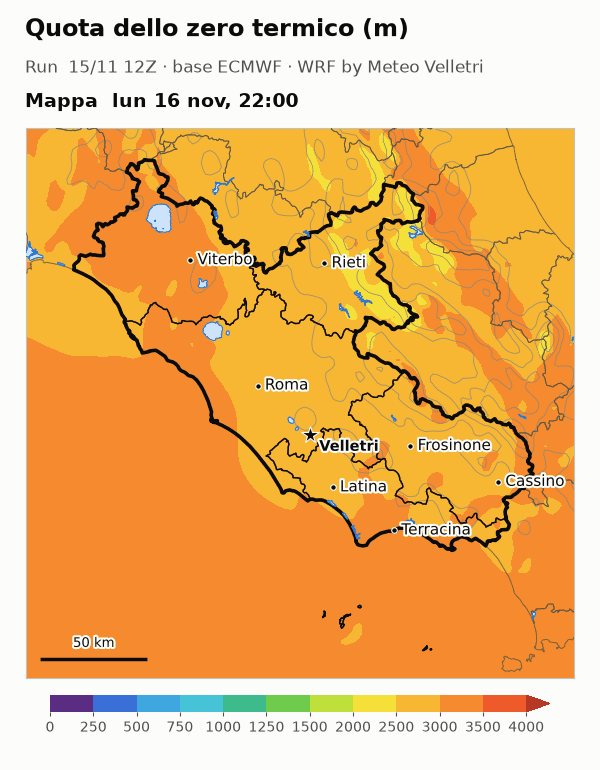 Quota dello zero termico (m)
Run  15/11 12Z · base ECMWF · WRF by Meteo Velletri
Mappa  lun 16 nov, 22:00
Viterbo
Rieti
Roma
Velletri
Frosinone
Latina
Cassino
Terracina
50 km
0 250 500 750 1000 1250 1500 2000 2500 3000 3500 4000